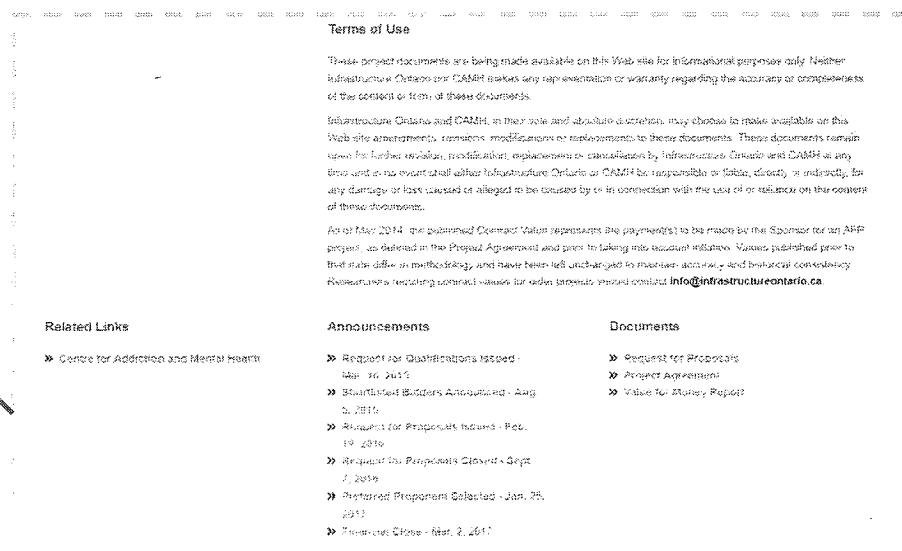 Terms of Use
These project documents are being made available on this Web site for informational purposes only. Neither
Infrastructure Ontario nor CAMH makes any representation or warranty regarding the accuracy or completeness
of the content or form of these documents.
Infrastructure Ontario and CAMH, in their sole and absolute discretion, may choose to make available on this
Web site amendments, revisions, modifications or replacements to these documents. These documents remain
open for further revision, modification, replacement or cancellation by Infrastructure Ontario and CAMH at any
time and in no event shall either Infrastructure Ontario or CAMH be responsible or liable, directly or indirectly, for
any damage or loss caused or alleged to be caused by or in connection with the use of or reliance on the content
of these documents.
As of May 2014, the published Contract Value represents the payment(s) to be made by the Sponsor for an AFP
project, as defined in the Project Agreement and prior to taking into account inflation. Values published prior to
that date differ in methodology and have been left unchanged to maintain accuracy and historical consistency.
Researchers requiring contract values for older projects should contact info@infrastructureontario.ca
Related Links
» Centre for Addiction and Mental Health
Announcements
» Request for Qualifications Issued -
Mar. 2015
» Shortlisted Bidders Announced - Aug.
5, 2015
» Request for Proposals Issued - Feb.
19, 2016
» Request for Proposals Closed - Sept.
7, 2016
» Preferred Proponent Selected - Jan. 25,
2017
» Financial Close - Mar. 2, 2017
Documents
» Request for Proposals
» Project Agreement
» Value for Money Report